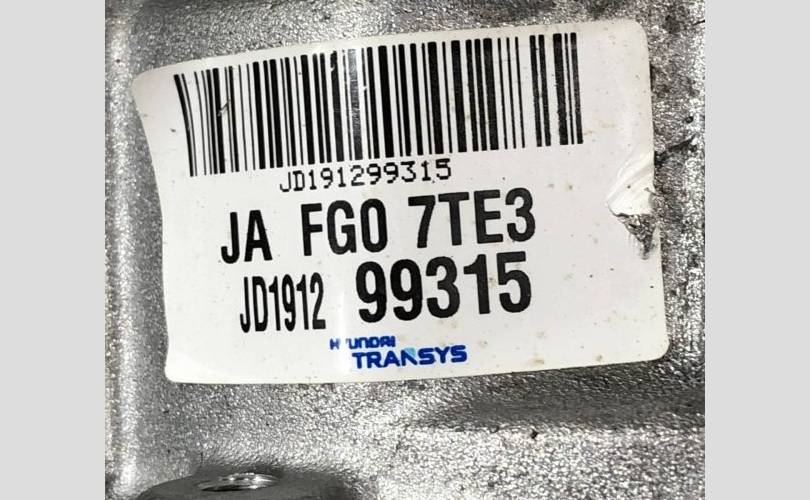 JD191299315
JA FG0 7TE3
JD1912 99315
HYUNDAI
TRANSYS